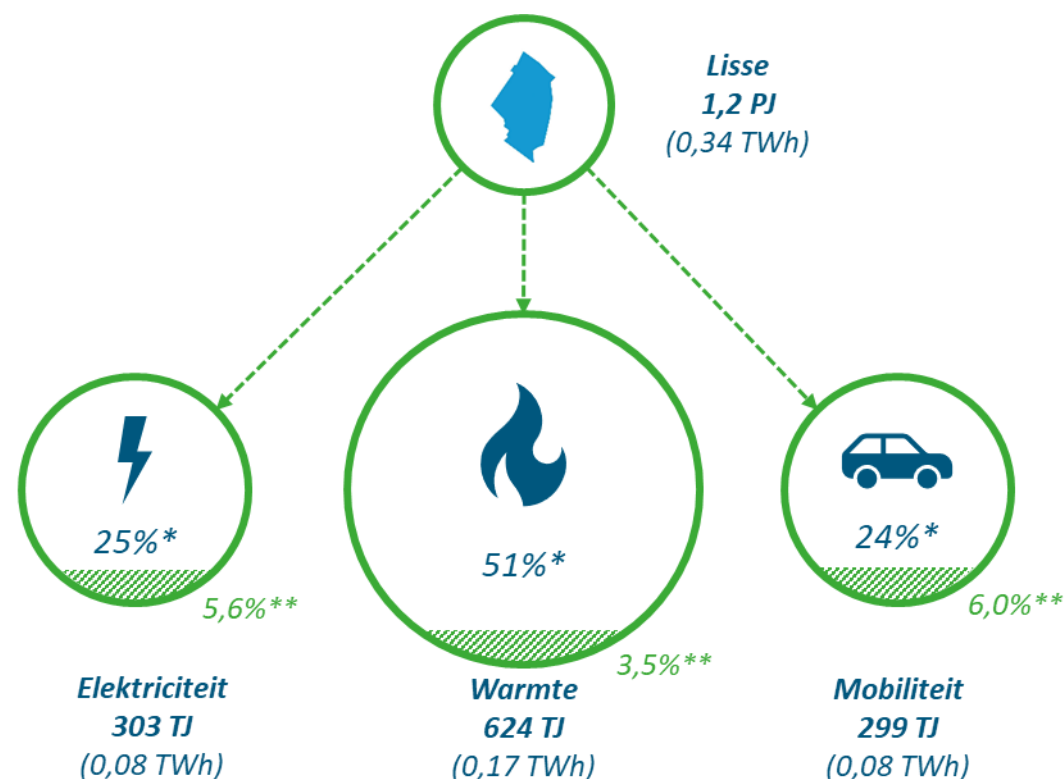 Lisse
1,2 PJ
(0,34 TWh)
25%*
5,6%**
Elektriciteit
303 TJ
(0,08 TWh)
51%*
3,5%**
Warmte
624 TJ
(0,17 TWh)
24%*
6,0%**
Mobiliteit
299 TJ
(0,08 TWh)